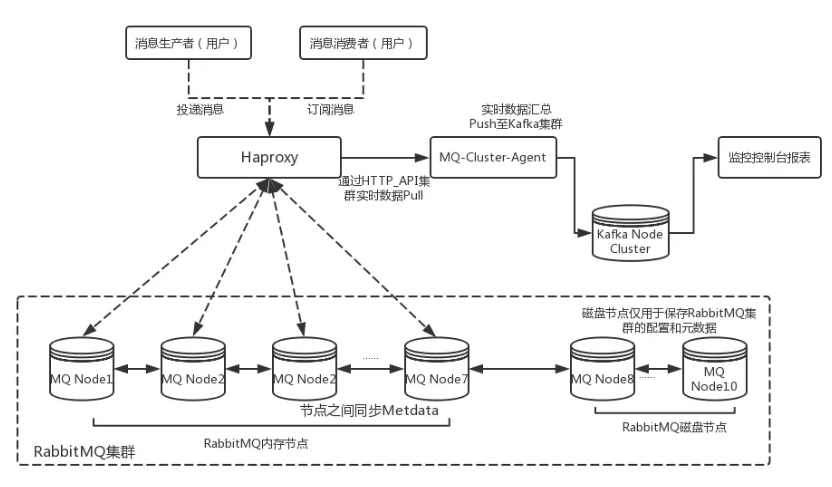 消息生产者（用户）
消息消费者（用户）
投递消息
订阅消息
实时数据汇总
Push至Kafka集群
Haproxy
MQ-Cluster-Agent
监控控制台报表
通过HTTP_API集
群实时数据Pull
Kafka Node
Cluster
磁盘节点仅用于保存RabbitMQ集
群的配置和元数据
MQ Node1
MQ Node2
MQ Node2
......
MQ Node7
MQ Node8
......
MQ
Node10
节点之间同步Metdata
RabbitMQ内存节点
RabbitMQ磁盘节点
RabbitMQ集群